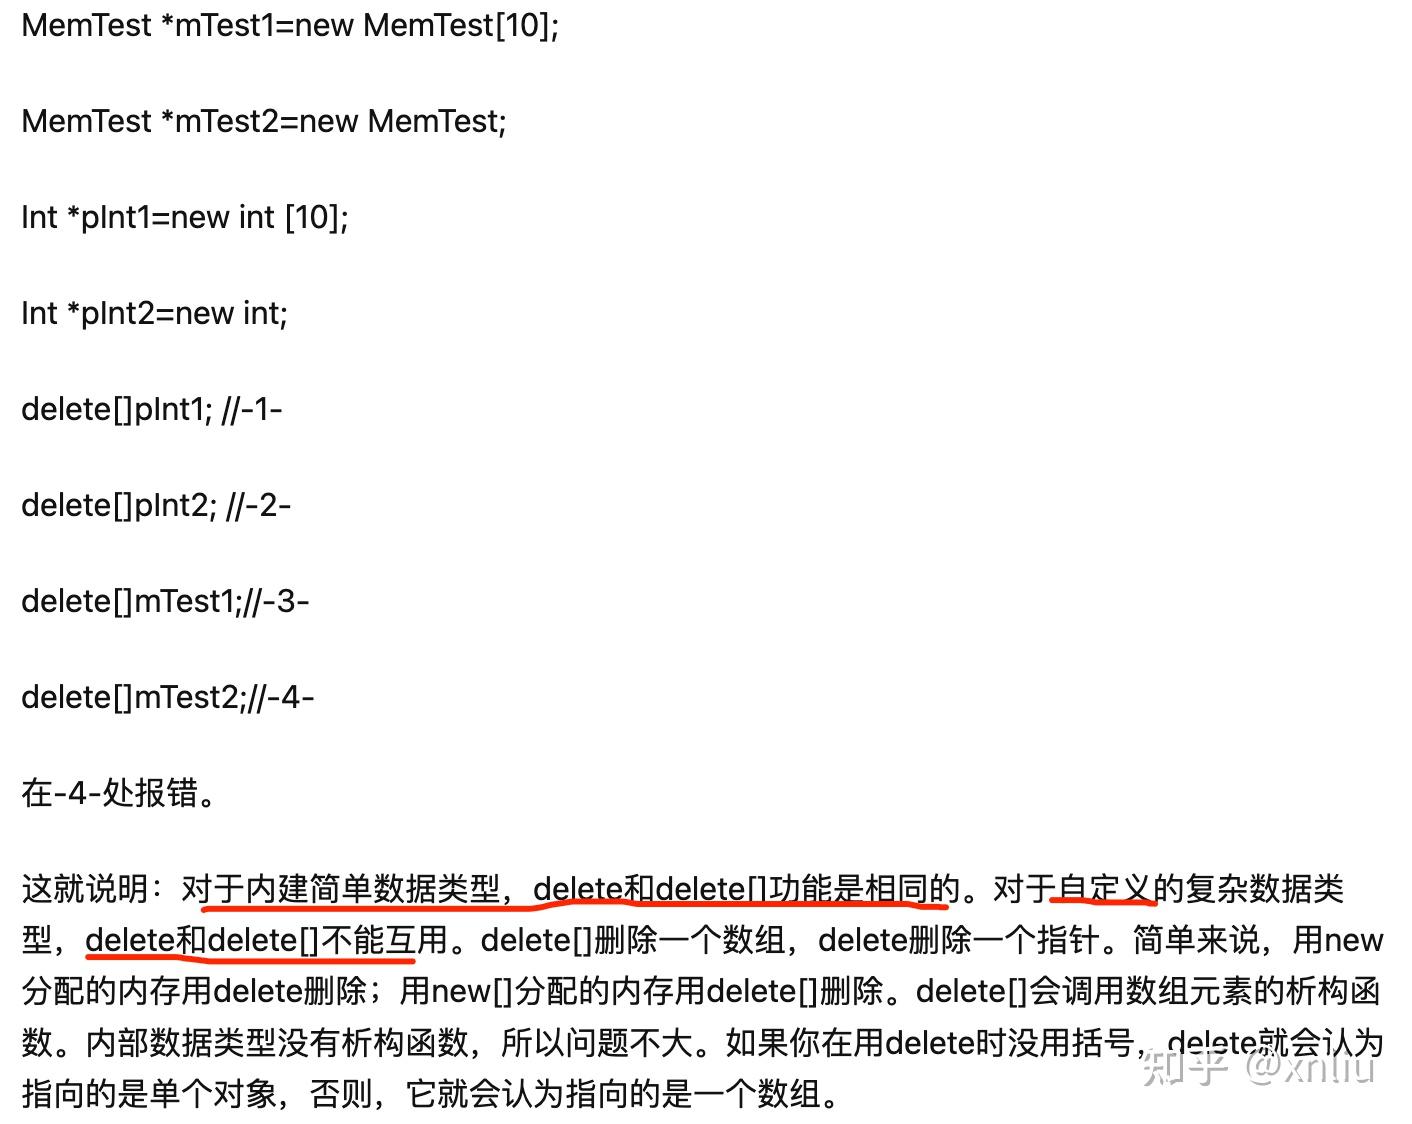 MemTest *mTest1=new MemTest[10];
MemTest *mTest2=new MemTest;
Int *pInt1=new int [10];
Int *pInt2=new int;
delete[]pInt1; //-1-
delete[]pInt2; //-2-
delete[]mTest1;//-3-
delete[]mTest2;//-4-
在-4-处报错。
这就说明：对于内建简单数据类型，delete和delete[]功能是相同的。对于自定义的复杂数据类
型，delete和delete[]不能互用。delete[]删除一个数组，delete删除一个指针。简单来说，用new
分配的内存用delete删除；用new[]分配的内存用delete[]删除。delete[]会调用数组元素的析构函
数。内部数据类型没有析构函数，所以问题不大。如果你在用delete时没用括号，delete就会认为
指向的是单个对象，否则，它就会认为指向的是一个数组。
知乎 @xnliu